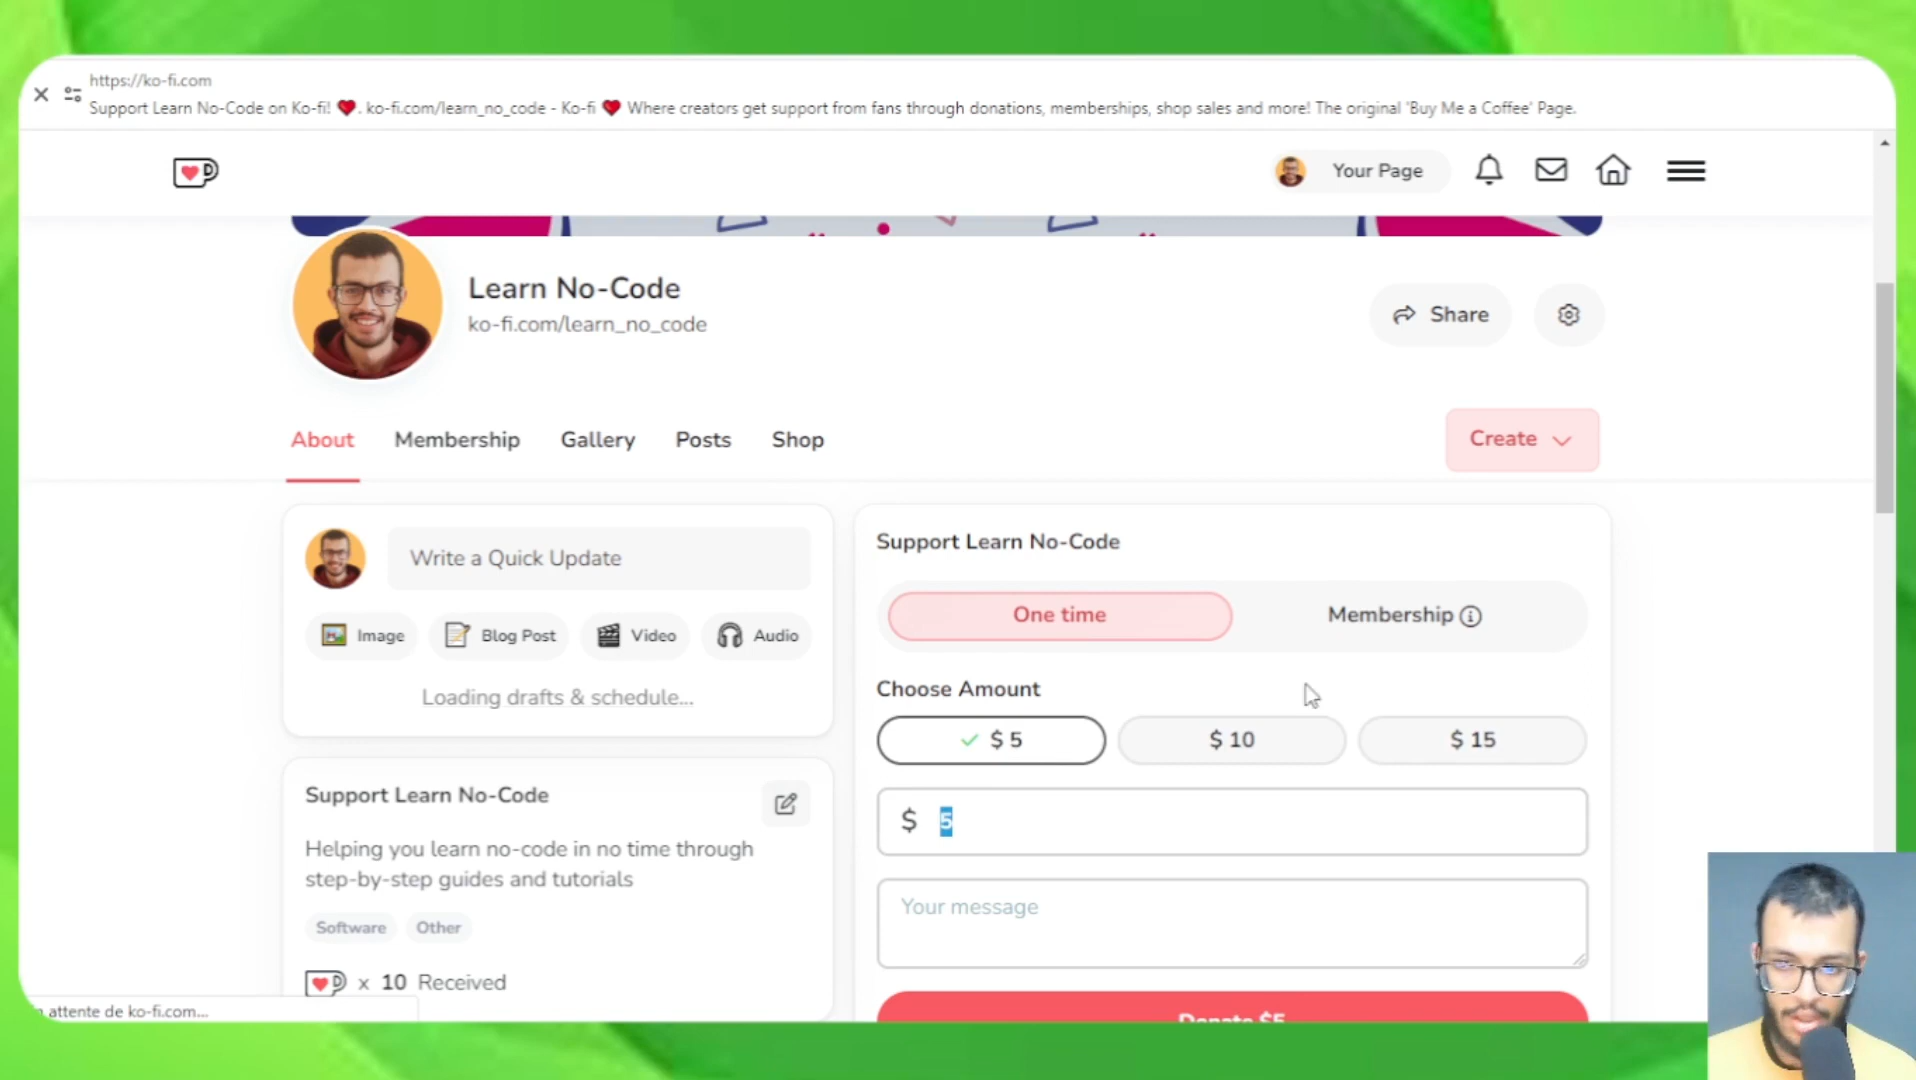 https://ko-fi.com
Support Learn No-Code on Ko-fi! ❤. ko-fi.com/learn_no_code - Ko-fi ❤ Where creators get support from fans through donations, memberships, shop sales and more! The original 'Buy Me a Coffee' Page.
Your Page
Learn No-Code
ko-fi.com/learn_no_code
Share
About Membership Gallery Posts Shop
Create
Write a Quick Update
Image Blog Post Video Audio
Loading drafts & schedule...
Support Learn No-Code
Helping you learn no-code in no time through
step-by-step guides and tutorials
Software Other
x 10 Received
Support Learn No-Code
One time Membership
Choose Amount
$ 5 $ 10 $ 15
$ 5
Your message
Donate $5
attente de ko-fi.com...